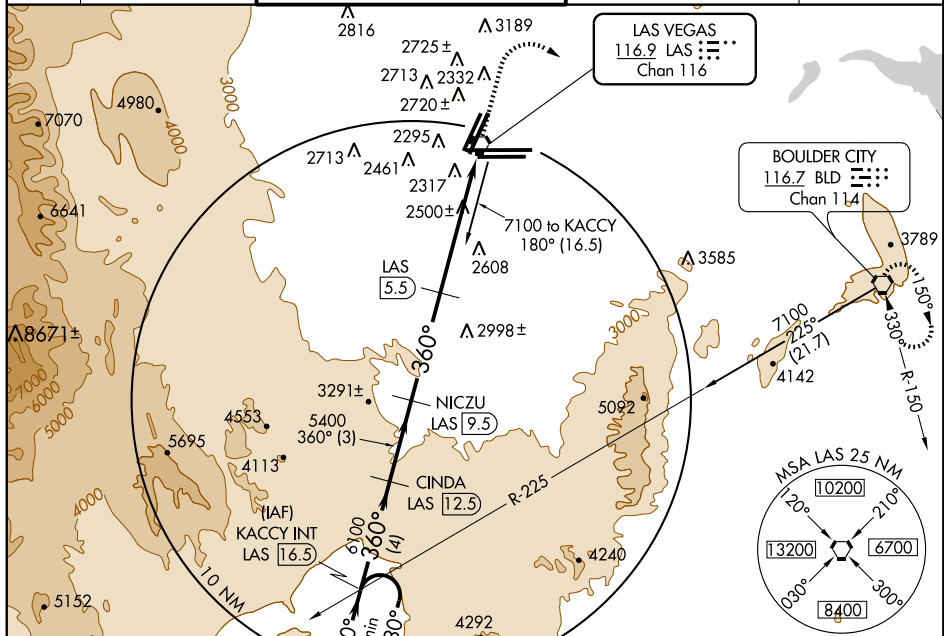 2816
3189
2725±
2713
2332
2720±
LAS VEGAS
116.9 LAS
Chan 116
3000
4980
4000
7070
2295
2713
2461
2317
BOULDER CITY
116.7 BLD
Chan 114
6641
2500±
7100 to KACCY
180° (16.5)
2608
3585
3789
LAS
5.5
150°
8671±
2998±
3000
7100
225°
(21.7)
330°
4142
R-150
360°
7000
6000
5000
3291±
NICZU
LAS 9.5
5092
4553
5400
360° (3)
5695
4113
CINDA
LAS 12.5
R-225
MSA LAS 25 NM
10200
120°
210°
13200
6700
030°
300°
8400
4000
(IAF)
KACCY INT
LAS 16.5
6100
360°
(4)
4240
10 NM
5152
4292